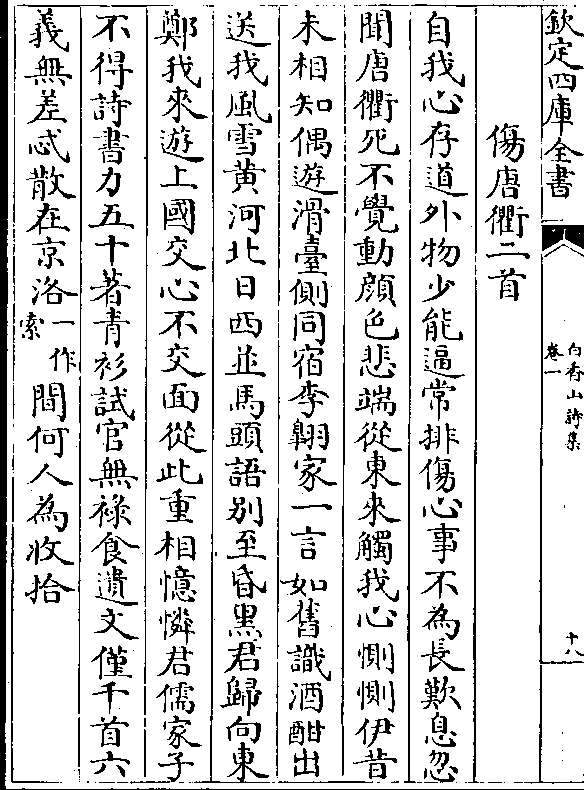 欽定四庫全書
白香山詩集
卷一
十八
傷唐衢二首
自我心存道外物少能逼常排傷心事不為長歎息忽
聞唐衢死不覺動顔色悲端從東來觸我心惻惻伊昔
未相知偶遊滑臺側同宿李翺家一言如舊識酒酣出
送我風雪黄河北日西並馬頭語别至昏黒君歸向東
鄭我來遊上國交心不交面從此重相憶憐君儒家子
不得詩書力五十著青衫試官無禄食遺文僅千首六
義無差忒散在京洛一作索間何人為收拾